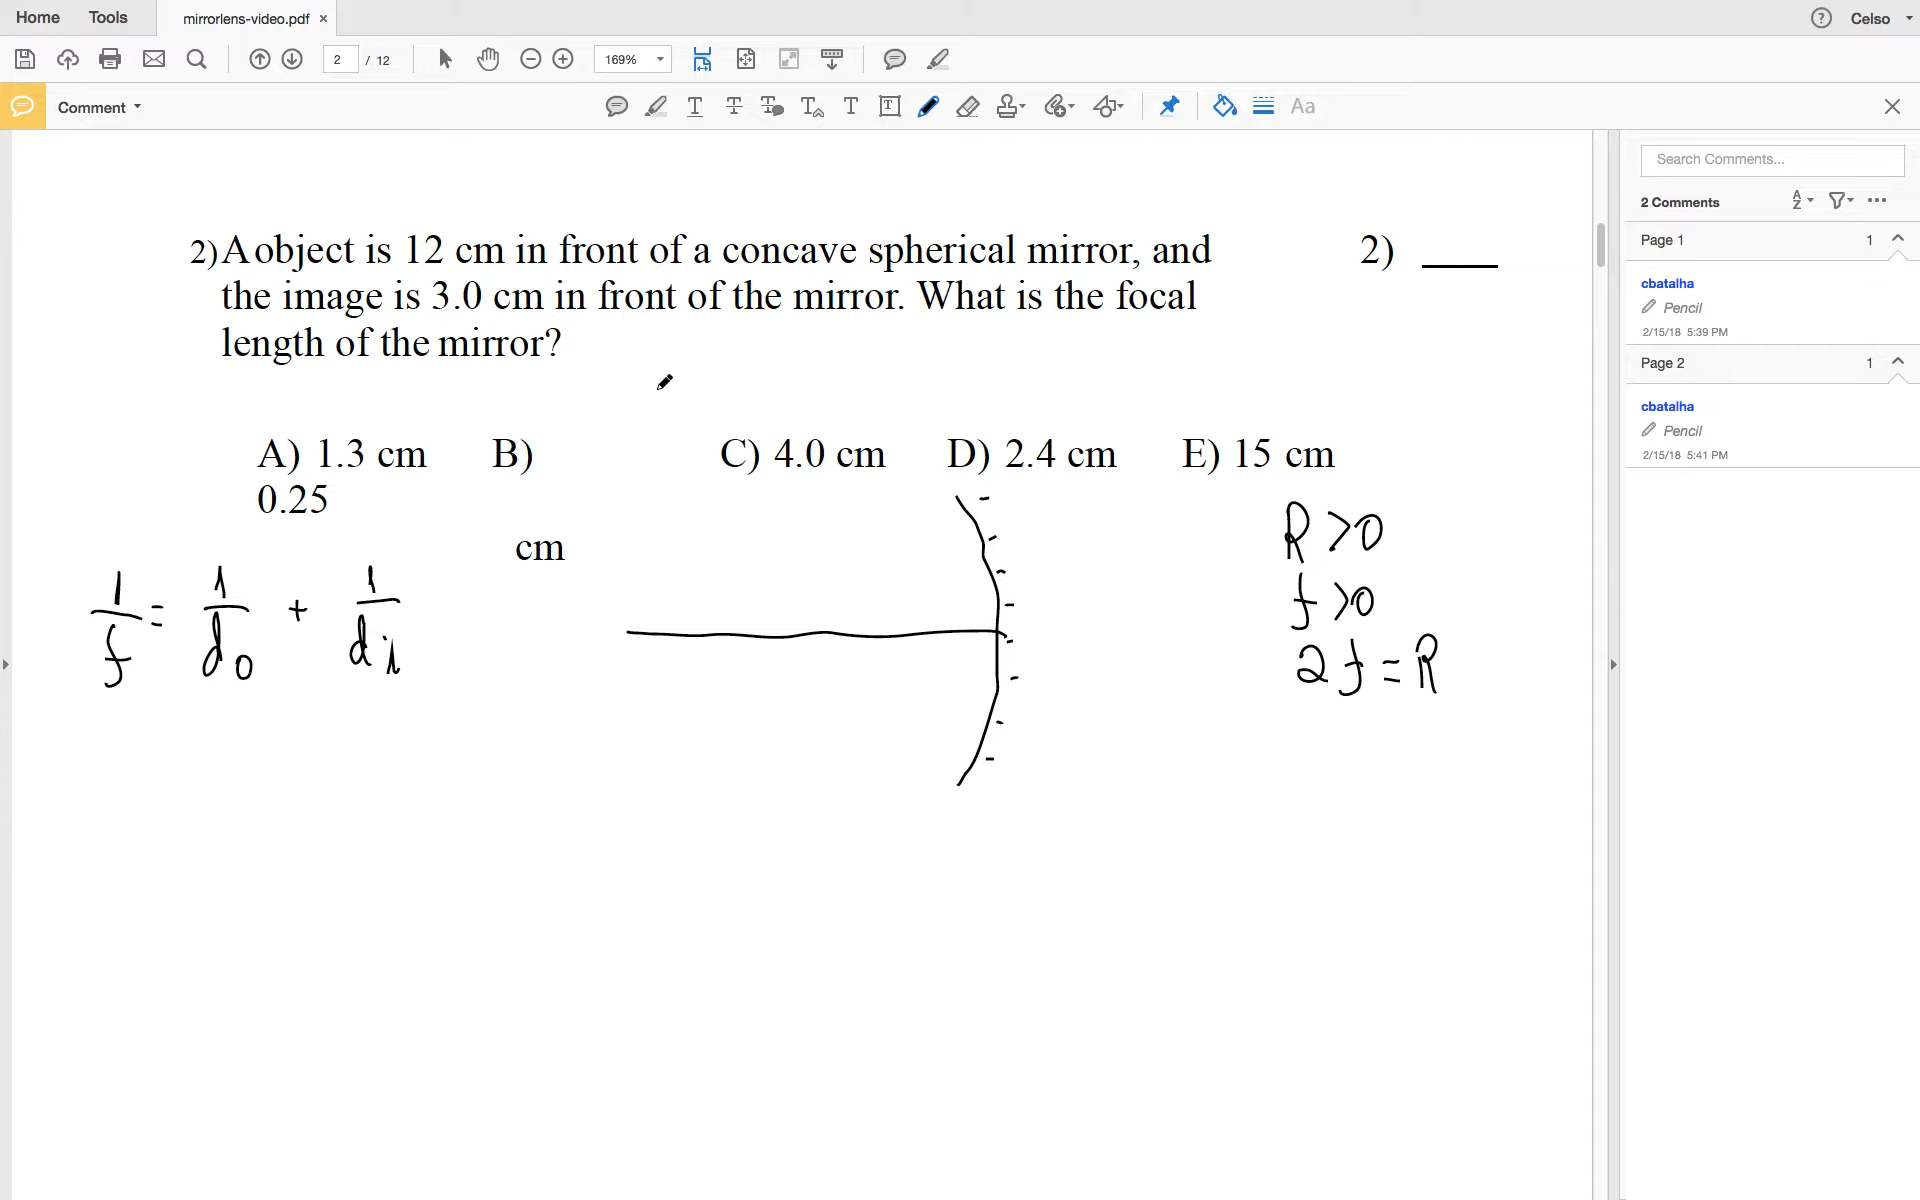 Home Tools mirrorlens-video.pdf × ? Celso
2 / 12 169%
Comment T T T T T T Aa
Search Comments...
2 Comments
Page 1 1
cbatalha
Pencil
2/15/18 5:39 PM
Page 2 1
cbatalha
Pencil
2/15/18 5:41 PM
2) A object is 12 cm in front of a concave spherical mirror, and 2) ____
the image is 3.0 cm in front of the mirror. What is the focal
length of the mirror?
A) 1.3 cm B) C) 4.0 cm D) 2.4 cm E) 15 cm
0.25
cm
1/f = 1/do + 1/di
R >0
f >0
2f = R